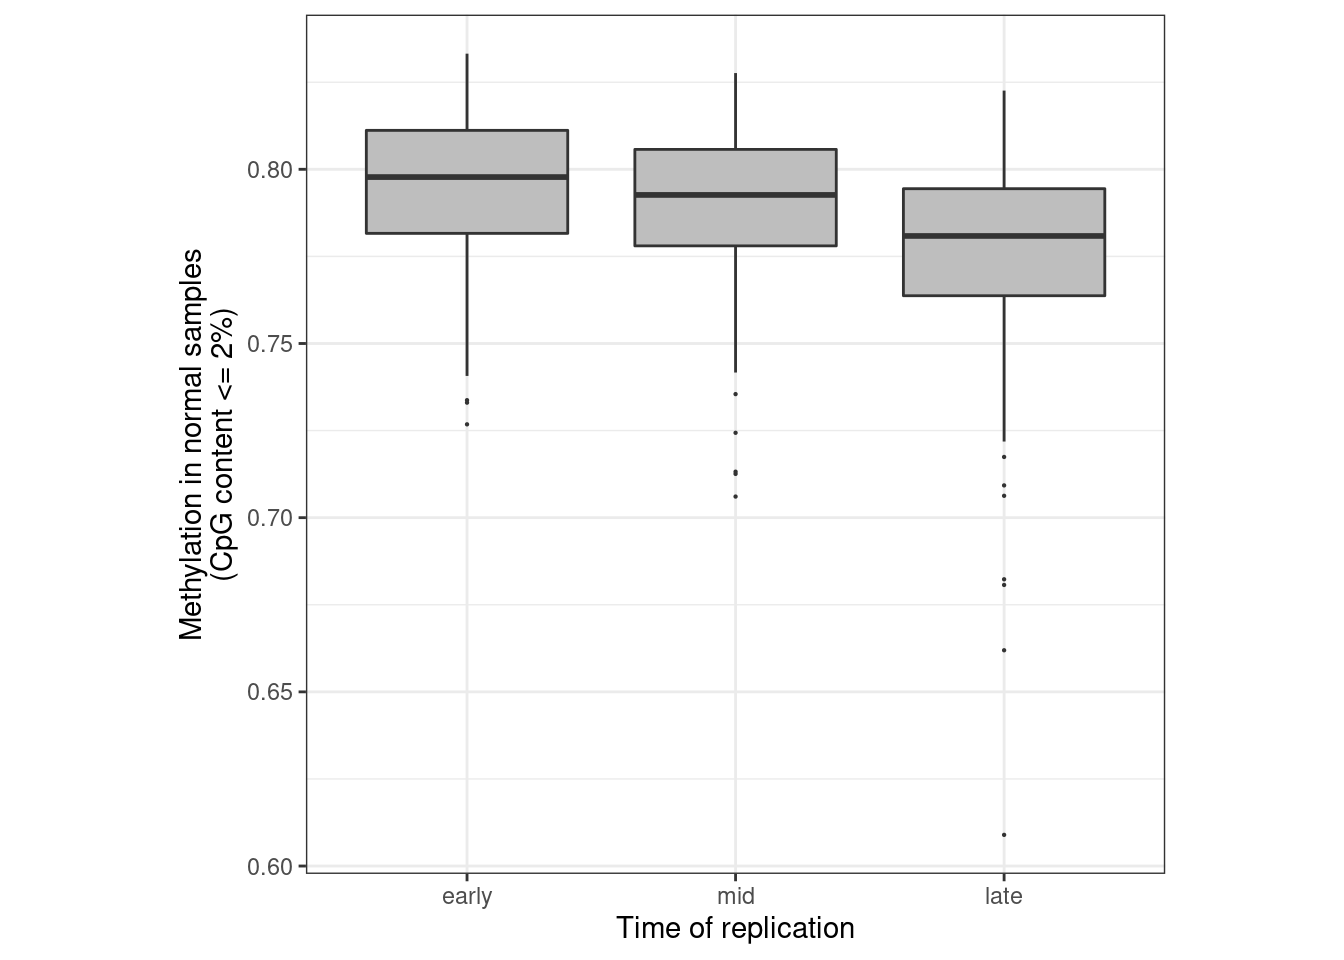 Methylation in normal samples
(CpG content <= 2%)
0.80
0.75
0.70
0.65
0.60
early
mid
late
Time of replication